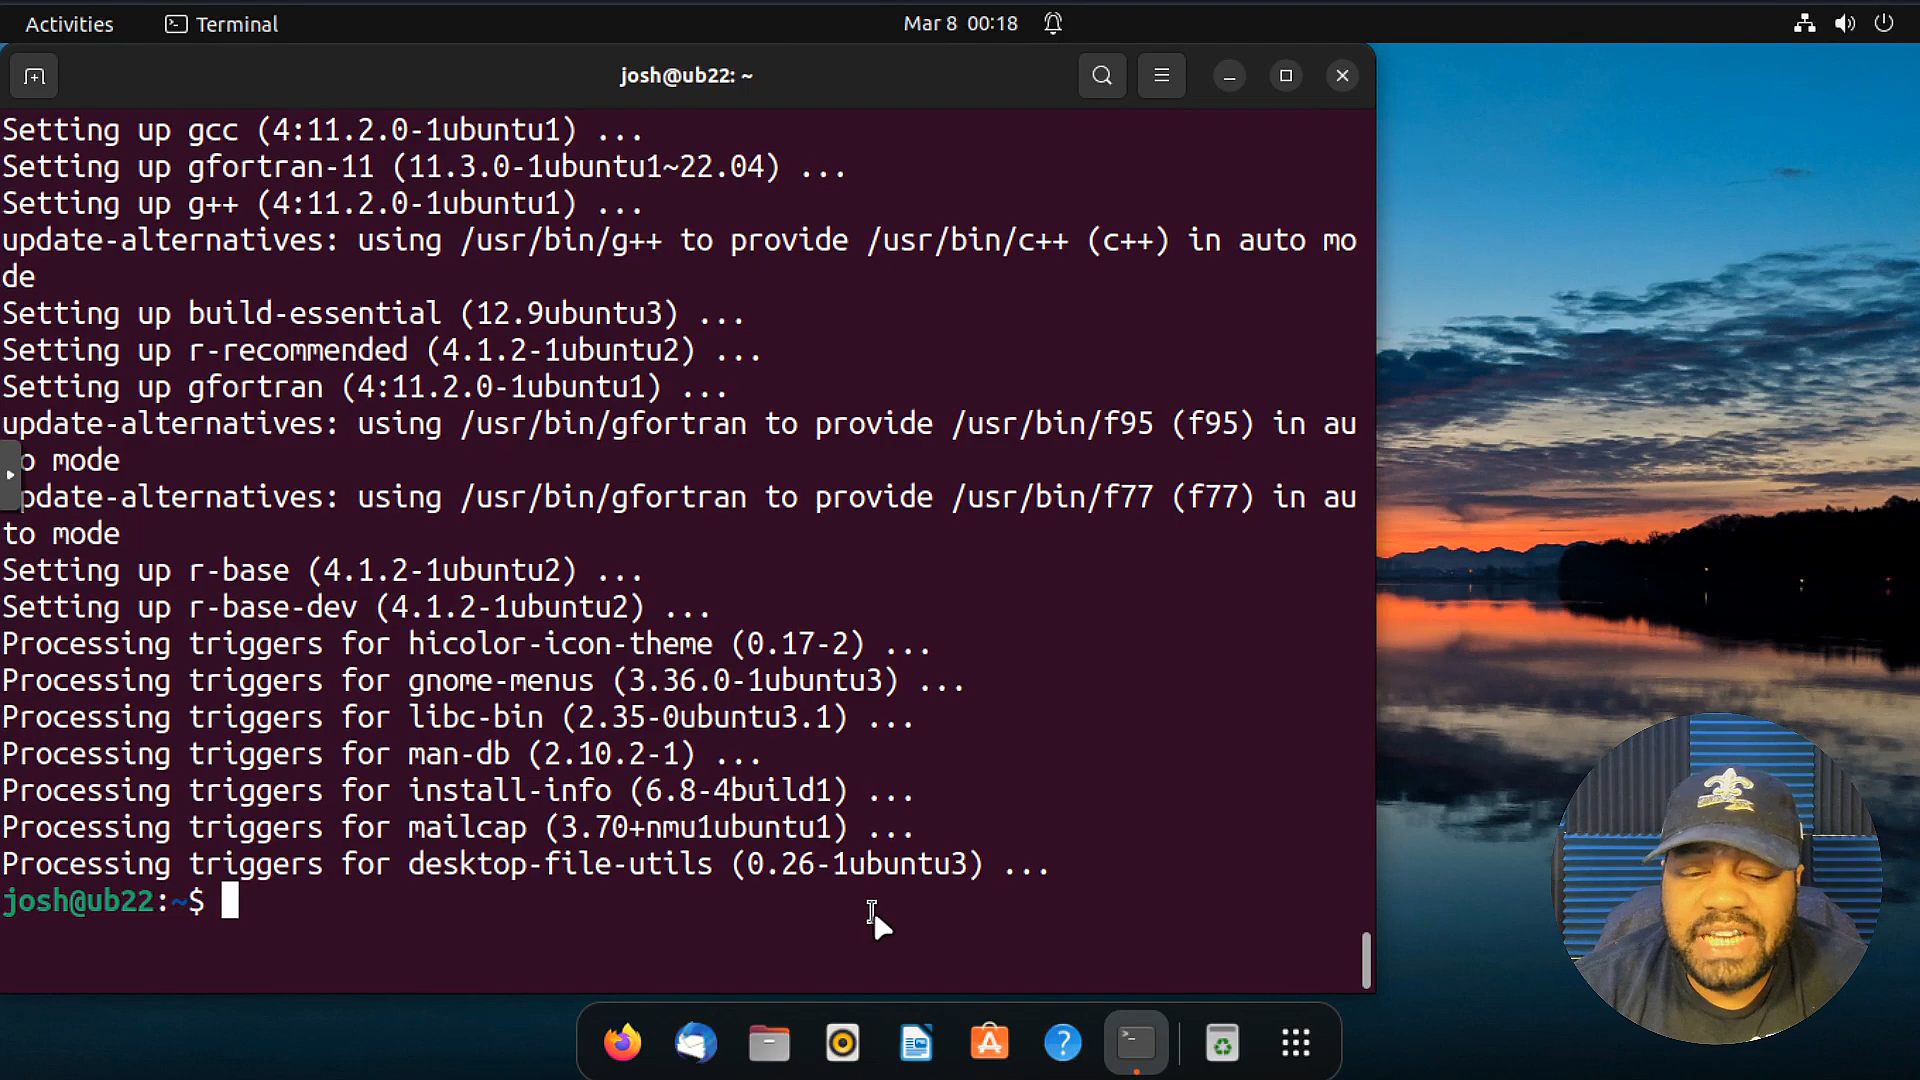 Activities
Terminal
Mar 8 00:18
josh@ub22: ~
Setting up gcc (4:11.2.0-1ubuntu1) ...
Setting up gfortran-11 (11.3.0-1ubuntu1~22.04) ...
Setting up g++ (4:11.2.0-1ubuntu1) ...
update-alternatives: using /usr/bin/g++ to provide /usr/bin/c++ (c++) in auto mo
de
Setting up build-essential (12.9ubuntu3) ...
Setting up r-recommended (4.1.2-1ubuntu2) ...
Setting up gfortran (4:11.2.0-1ubuntu1) ...
update-alternatives: using /usr/bin/gfortran to provide /usr/bin/f95 (f95) in au
o mode
pdate-alternatives: using /usr/bin/gfortran to provide /usr/bin/f77 (f77) in au
to mode
Setting up r-base (4.1.2-1ubuntu2) ...
Setting up r-base-dev (4.1.2-1ubuntu2) ...
Processing triggers for hicolor-icon-theme (0.17-2) ...
Processing triggers for gnome-menus (3.36.0-1ubuntu3) ...
Processing triggers for libc-bin (2.35-0ubuntu3.1) ...
Processing triggers for man-db (2.10.2-1) ...
Processing triggers for install-info (6.8-4build1) ...
Processing triggers for mailcap (3.70+nmu1ubuntu1) ...
Processing triggers for desktop-file-utils (0.26-1ubuntu3) ...
josh@ub22:~$